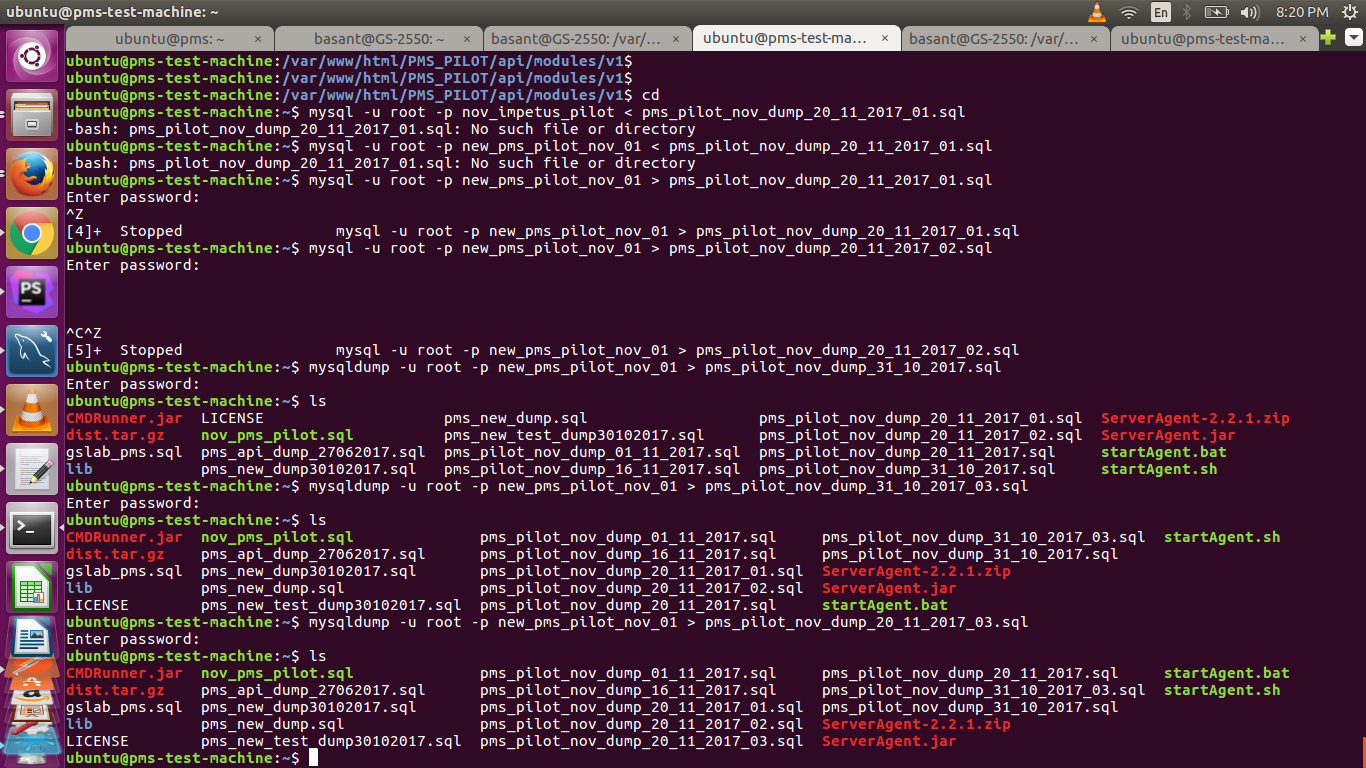 ubuntu@pms-test-machine: ~
En
8:20 PM
ubuntu@pms: ~ × basant@GS-2550: ~ × basant@GS-2550: /var/... × ubuntu@pms-test-ma... × basant@GS-2550: /var/... × ubuntu@pms-test-ma... ×
ubuntu@pms-test-machine:/var/www/html/PMS_PILOT/api/modules/v1$
ubuntu@pms-test-machine:/var/www/html/PMS_PILOT/api/modules/v1$
ubuntu@pms-test-machine:/var/www/html/PMS_PILOT/api/modules/v1$ cd
ubuntu@pms-test-machine:~$ mysql -u root -p nov_impetus_pilot < pms_pilot_nov_dump_20_11_2017_01.sql
-bash: pms_pilot_nov_dump_20_11_2017_01.sql: No such file or directory
ubuntu@pms-test-machine:~$ mysql -u root -p new_pms_pilot_nov_01 < pms_pilot_nov_dump_20_11_2017_01.sql
-bash: pms_pilot_nov_dump_20_11_2017_01.sql: No such file or directory
ubuntu@pms-test-machine:~$ mysql -u root -p new_pms_pilot_nov_01 > pms_pilot_nov_dump_20_11_2017_01.sql
Enter password:
^Z
[4]+  Stopped                 mysql -u root -p new_pms_pilot_nov_01 > pms_pilot_nov_dump_20_11_2017_01.sql
ubuntu@pms-test-machine:~$ mysql -u root -p new_pms_pilot_nov_01 > pms_pilot_nov_dump_20_11_2017_02.sql
Enter password:
^C^Z
[5]+  Stopped                 mysql -u root -p new_pms_pilot_nov_01 > pms_pilot_nov_dump_20_11_2017_02.sql
ubuntu@pms-test-machine:~$ mysqldump -u root -p new_pms_pilot_nov_01 > pms_pilot_nov_dump_31_10_2017.sql
Enter password:
ubuntu@pms-test-machine:~$ ls
CMDRunner.jar  LICENSE                    pms_new_dump.sql                   pms_pilot_nov_dump_20_11_2017_01.sql  ServerAgent-2.2.1.zip
dist.tar.gz    nov_pms_pilot.sql          pms_new_test_dump30102017.sql      pms_pilot_nov_dump_20_11_2017_02.sql  ServerAgent.jar
gslab_pms.sql  pms_api_dump_27062017.sql  pms_pilot_nov_dump_01_11_2017.sql  pms_pilot_nov_dump_20_11_2017.sql     startAgent.bat
lib            pms_new_dump30102017.sql   pms_pilot_nov_dump_16_11_2017.sql  pms_pilot_nov_dump_31_10_2017.sql     startAgent.sh
ubuntu@pms-test-machine:~$ mysqldump -u root -p new_pms_pilot_nov_01 > pms_pilot_nov_dump_31_10_2017_03.sql
Enter password:
ubuntu@pms-test-machine:~$ ls
CMDRunner.jar  nov_pms_pilot.sql              pms_pilot_nov_dump_01_11_2017.sql     pms_pilot_nov_dump_31_10_2017_03.sql  startAgent.sh
dist.tar.gz    pms_api_dump_27062017.sql      pms_pilot_nov_dump_16_11_2017.sql     pms_pilot_nov_dump_31_10_2017.sql
gslab_pms.sql  pms_new_dump30102017.sql       pms_pilot_nov_dump_20_11_2017_01.sql  ServerAgent-2.2.1.zip
lib            pms_new_dump.sql               pms_pilot_nov_dump_20_11_2017_02.sql  ServerAgent.jar
LICENSE        pms_new_test_dump30102017.sql  pms_pilot_nov_dump_20_11_2017.sql     startAgent.bat
ubuntu@pms-test-machine:~$ mysqldump -u root -p new_pms_pilot_nov_01 > pms_pilot_nov_dump_20_11_2017_03.sql
Enter password:
ubuntu@pms-test-machine:~$ ls
CMDRunner.jar  nov_pms_pilot.sql              pms_pilot_nov_dump_01_11_2017.sql     pms_pilot_nov_dump_20_11_2017.sql     startAgent.bat
dist.tar.gz    pms_api_dump_27062017.sql      pms_pilot_nov_dump_16_11_2017.sql     pms_pilot_nov_dump_31_10_2017_03.sql  startAgent.sh
gslab_pms.sql  pms_new_dump30102017.sql       pms_pilot_nov_dump_20_11_2017_01.sql  pms_pilot_nov_dump_31_10_2017.sql
lib            pms_new_dump.sql               pms_pilot_nov_dump_20_11_2017_02.sql  ServerAgent-2.2.1.zip
LICENSE        pms_new_test_dump30102017.sql  pms_pilot_nov_dump_20_11_2017_03.sql  ServerAgent.jar
ubuntu@pms-test-machine:~$
PS
>_
a